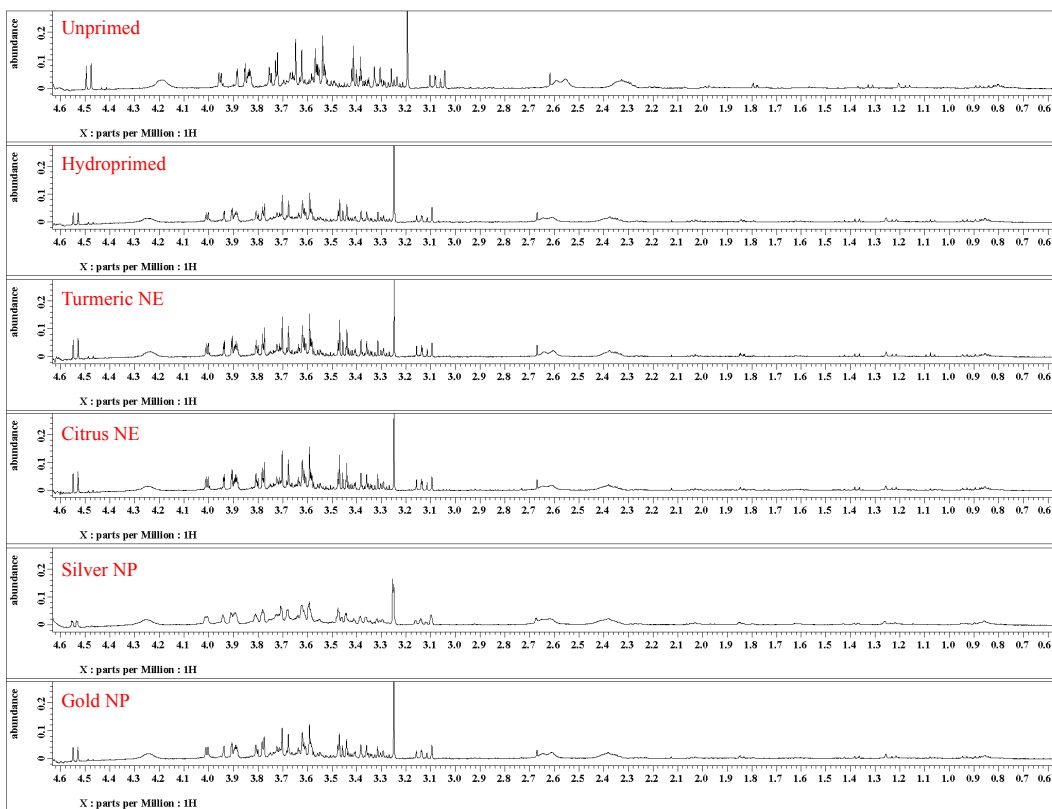 Unprimed
abundance
0 0.1 0.2
4.6 4.5 4.4 4.3 4.2 4.1 4.0 3.9 3.8 3.7 3.6 3.5 3.4 3.3 3.2 3.1 3.0 2.9 2.8 2.7 2.6 2.5 2.4 2.3 2.2 2.1 2.0 1.9 1.8 1.7 1.6 1.5 1.4 1.3 1.2 1.1 1.0 0.9 0.8 0.7 0.6
X : parts per Million : 1H
Hydroprimed
abundance
0 0.1 0.2
4.6 4.5 4.4 4.3 4.2 4.1 4.0 3.9 3.8 3.7 3.6 3.5 3.4 3.3 3.2 3.1 3.0 2.9 2.8 2.7 2.6 2.5 2.4 2.3 2.2 2.1 2.0 1.9 1.8 1.7 1.6 1.5 1.4 1.3 1.2 1.1 1.0 0.9 0.8 0.7 0.6
X : parts per Million : 1H
Turmeric NE
abundance
0 0.1 0.2
4.6 4.5 4.4 4.3 4.2 4.1 4.0 3.9 3.8 3.7 3.6 3.5 3.4 3.3 3.2 3.1 3.0 2.9 2.8 2.7 2.6 2.5 2.4 2.3 2.2 2.1 2.0 1.9 1.8 1.7 1.6 1.5 1.4 1.3 1.2 1.1 1.0 0.9 0.8 0.7 0.6
X : parts per Million : 1H
Citrus NE
abundance
0 0.1 0.2
4.6 4.5 4.4 4.3 4.2 4.1 4.0 3.9 3.8 3.7 3.6 3.5 3.4 3.3 3.2 3.1 3.0 2.9 2.8 2.7 2.6 2.5 2.4 2.3 2.2 2.1 2.0 1.9 1.8 1.7 1.6 1.5 1.4 1.3 1.2 1.1 1.0 0.9 0.8 0.7 0.6
X : parts per Million : 1H
Silver NP
abundance
0 0.1 0.2
4.6 4.5 4.4 4.3 4.2 4.1 4.0 3.9 3.8 3.7 3.6 3.5 3.4 3.3 3.2 3.1 3.0 2.9 2.8 2.7 2.6 2.5 2.4 2.3 2.2 2.1 2.0 1.9 1.8 1.7 1.6 1.5 1.4 1.3 1.2 1.1 1.0 0.9 0.8 0.7 0.6
X : parts per Million : 1H
Gold NP
abundance
0 0.1 0.2
4.6 4.5 4.4 4.3 4.2 4.1 4.0 3.9 3.8 3.7 3.6 3.5 3.4 3.3 3.2 3.1 3.0 2.9 2.8 2.7 2.6 2.5 2.4 2.3 2.2 2.1 2.0 1.9 1.8 1.7 1.6 1.5 1.4 1.3 1.2 1.1 1.0 0.9 0.8 0.7 0.6
X : parts per Million : 1H